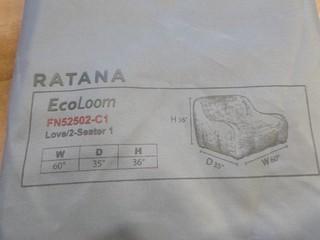 RATANA
EcoLoom
FN52502-C1
Love/2-Seater 1
W D H
60" 35" 36"
H 36"
D 35"
W 60"